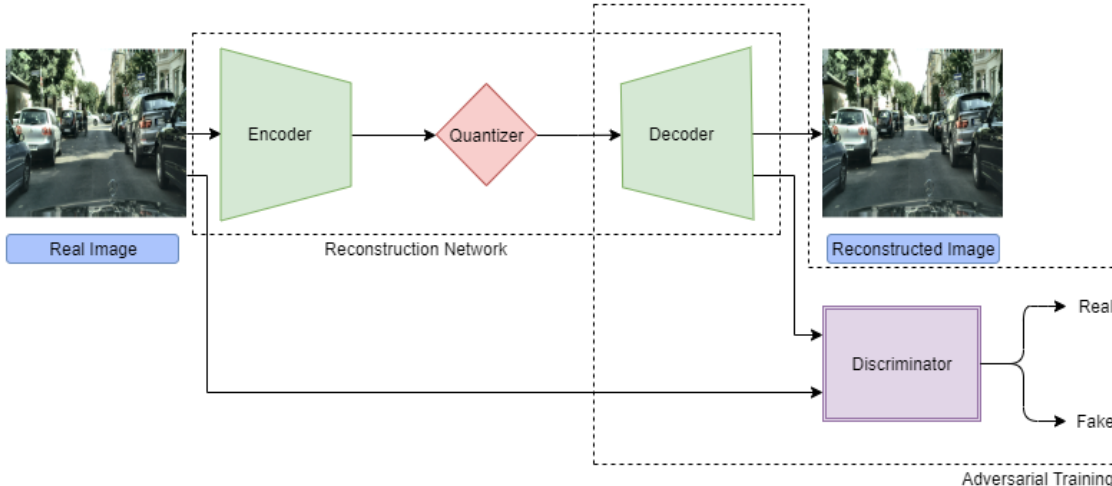 Encoder
Quantizer
Decoder
Real Image
Reconstruction Network
Reconstructed Image
Discriminator
Real
Fake
Adversarial Training